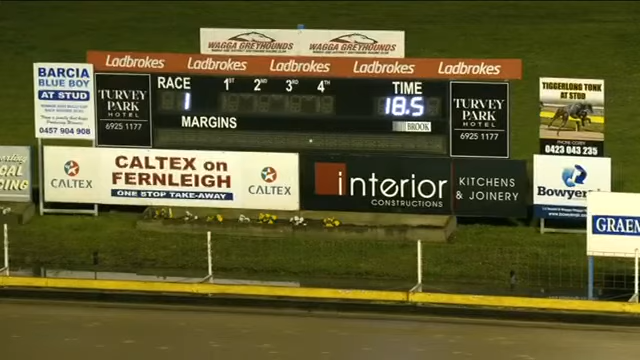 WAGGA GREYHOUNDS
WAGGA GREYHOUNDS
Ladbrokes Ladbrokes Ladbrokes Ladbrokes Ladbrokes
BARCIA
BLUE BOY
AT STUD
0457 904 908
TURVEY
PARK
HOTEL
6925 1177
RACE 1ST 2ND 3RD 4TH TIME
1 18.5
MARGINS BROOK
TURVEY
PARK
HOTEL
6925 1177
TIGGERLONG TONK
AT STUD
0423 043 235
CALTEX
CALTEX on
FERNLEIGH
ONE STOP TAKE-AWAY
CALTEX
interior
CONSTRUCTIONS
KITCHENS
& JOINERY
Bowyer
GRAEM